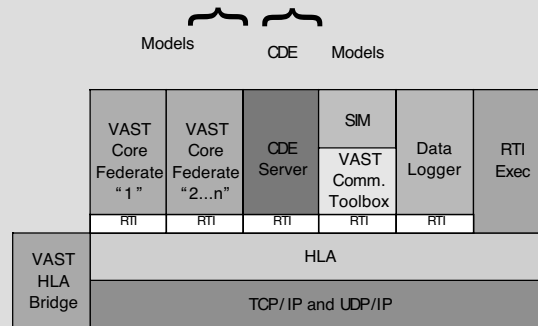 Models CDE Models
VAST
Core
Federate
"1"
VAST
Core
Federate
"2...n"
CDE
Server
SIM
VAST
Comm.
Toolbox
Data
Logger
RTI
Exec
RTI RTI RTI RTI RTI
VAST
HLA
Bridge
HLA
TCP/IP and UDP/IP